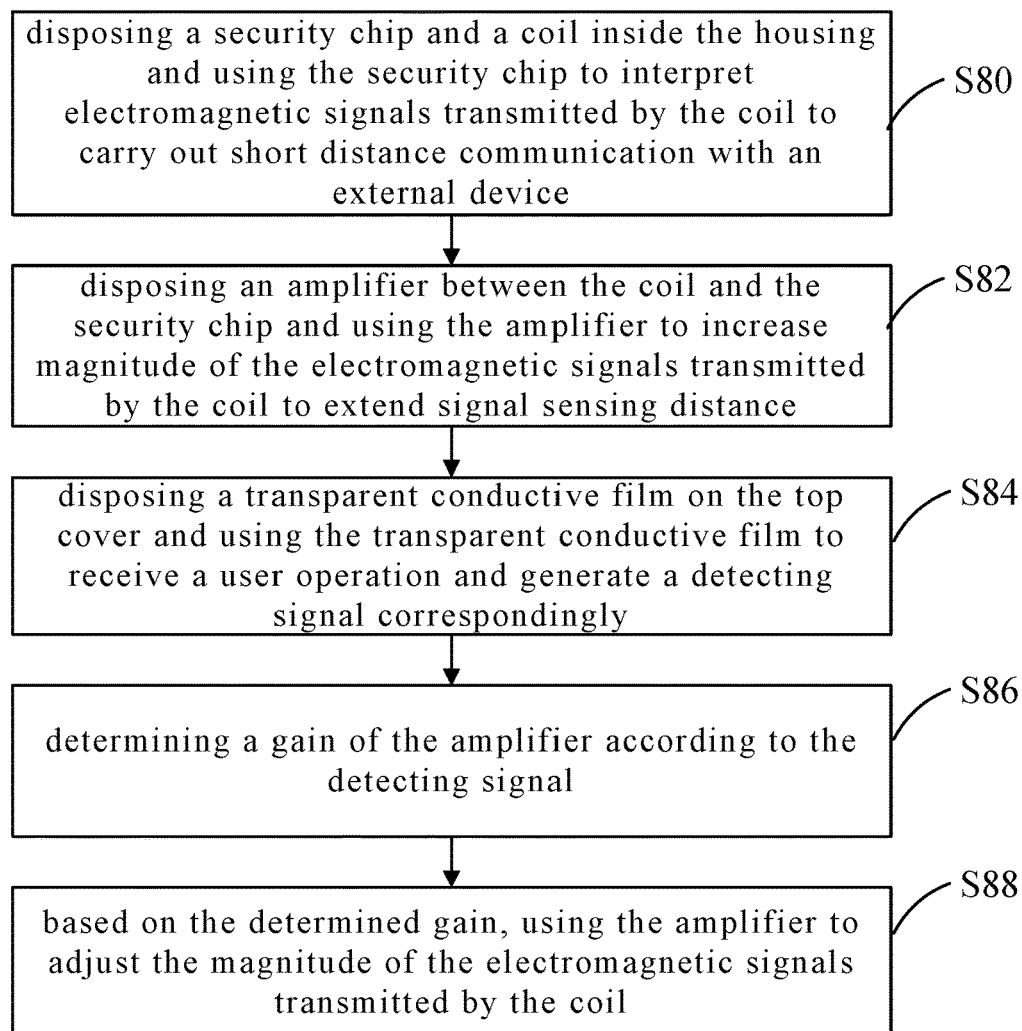 disposing a security chip and a coil inside the housing
and using the security chip to interpret
electromagnetic signals transmitted by the coil to
carry out short distance communication with an
external device
S80
disposing an amplifier between the coil and the
security chip and using the amplifier to increase
magnitude of the electromagnetic signals transmitted
by the coil to extend signal sensing distance
S82
disposing a transparent conductive film on the top
cover and using the transparent conductive film to
receive a user operation and generate a detecting
signal correspondingly
S84
determining a gain of the amplifier according to the
detecting signal
S86
based on the determined gain, using the amplifier to
adjust the magnitude of the electromagnetic signals
transmitted by the coil
S88